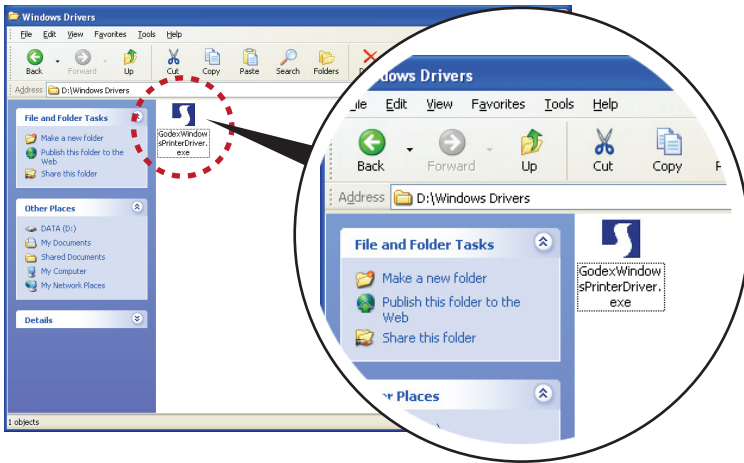 Windows Drivers
File Edit View Favorites Tools Help
Back Forward Up Cut Copy Paste Search Folders
Address D:\Windows Drivers
File and Folder Tasks
Make a new folder
Publish this folder to the
Web
Share this folder
Other Places
DATA (D:)
My Documents
Shared Documents
My Computer
My Network Places
Details
GodexWindow
sPrinterDriver.
exe
1 objects
dows Drivers
File Edit View Favorites Tools Help
Back Forward Up Cut Copy P
Address D:\Windows Drivers
File and Folder Tasks
Make a new folder
Publish this folder to the
Web
Share this folder
r Places
GodexWindow
sPrinterDriver.
exe